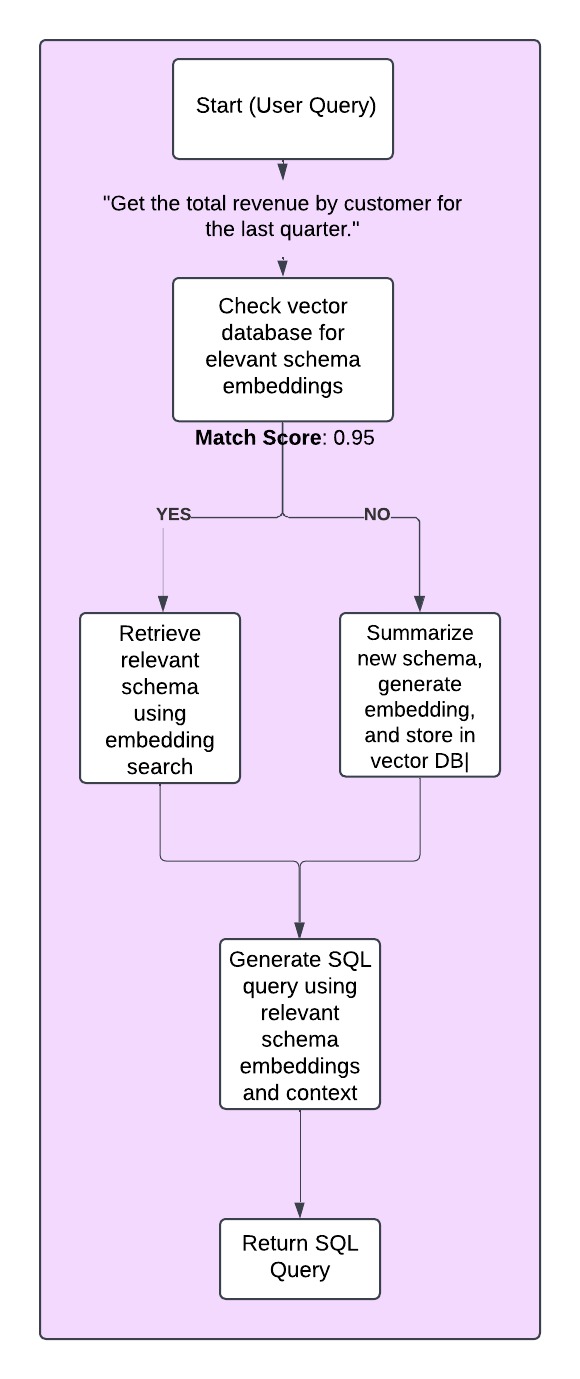 Start (User Query)
"Get the total revenue by customer for
the last quarter."
Check vector
database for
elevant schema
embeddings
Match Score: 0.95
YES
NO
Retrieve
relevant
schema
using
embedding
search
Summarize
new schema,
generate
embedding,
and store in
vector DB|
Generate SQL
query using
relevant
schema
embeddings
and context
Return SQL
Query